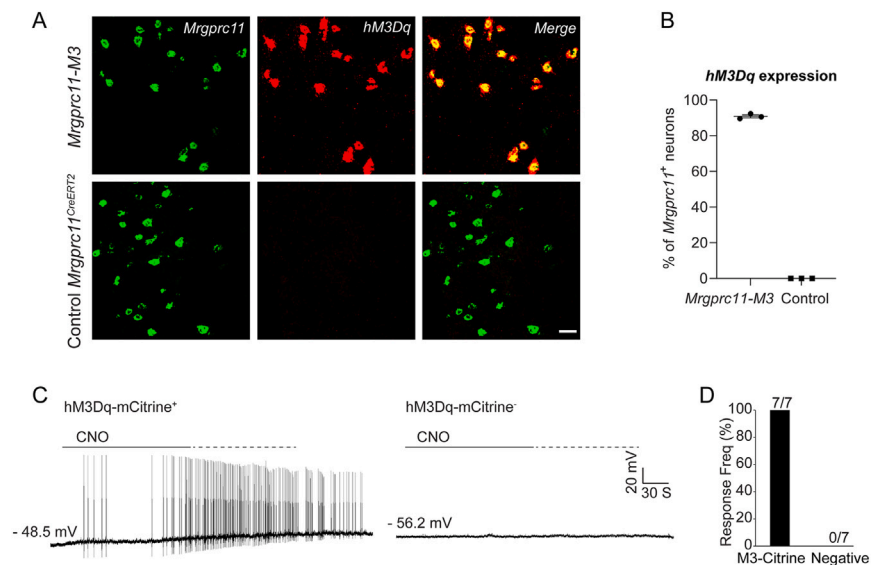 A
Mrgprc11
hM3Dq
Merge
Mrgprc11-M3
Control Mrgprc11CreERT2
B
hM3Dq expression
% of Mrgprc11+ neurons
100
80
60
40
20
0
Mrgprc11-M3 Control
C
hM3Dq-mCitrine+
CNO
- 48.5 mV
hM3Dq-mCitrine-
CNO
20 mV
30 S
- 56.2 mV
D
Response Freq (%)
100
80
60
40
20
0
7/7
0/7
M3-Citrine Negative